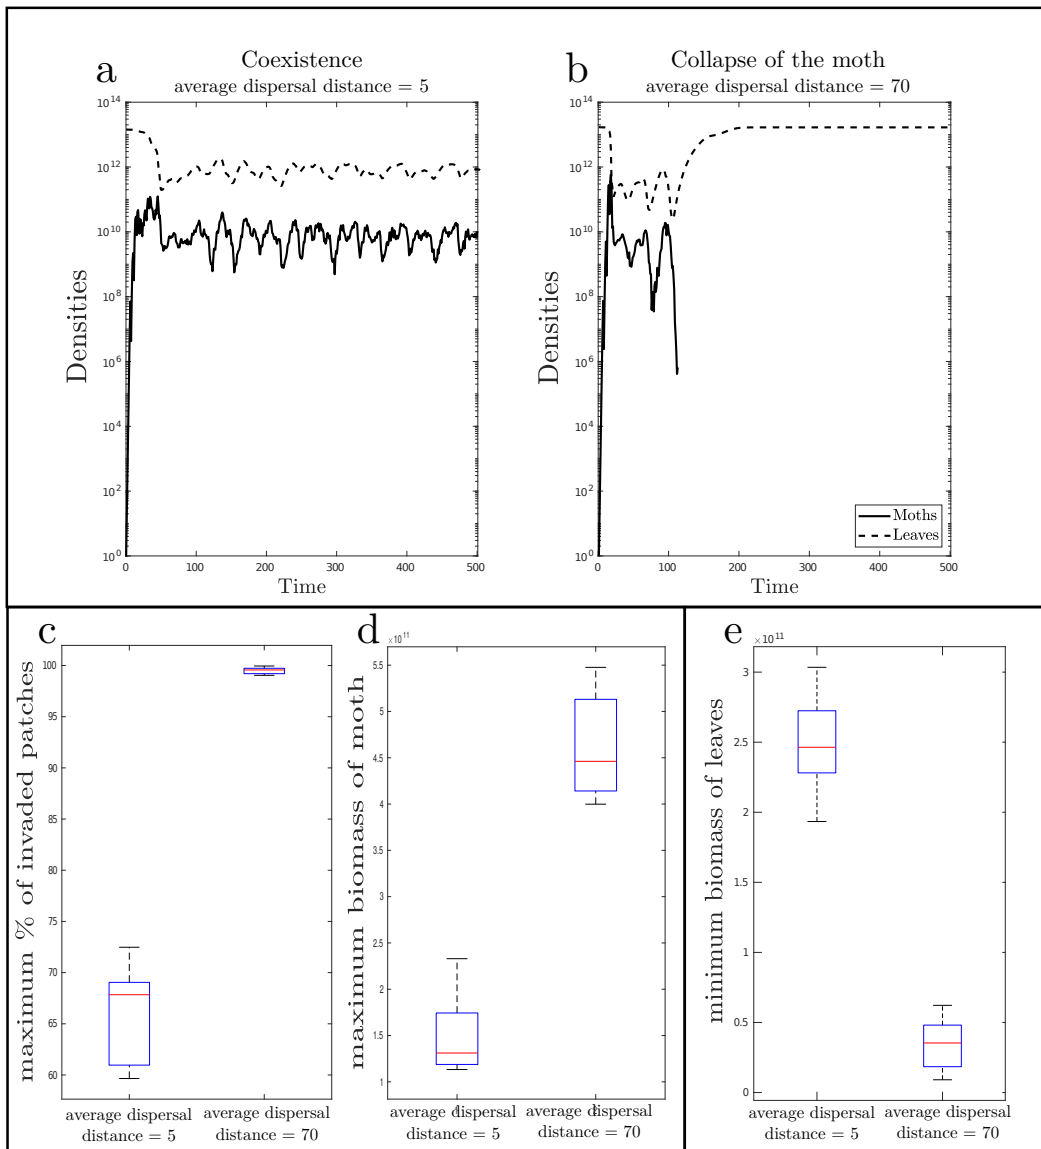 a
Coexistence
average dispersal distance = 5
10^14
10^12
10^10
10^8
10^6
10^4
10^2
10^0
Densities
0 100 200 300 400 500
Time
b
Collapse of the moth
average dispersal distance = 70
10^14
10^12
10^10
10^8
10^6
10^4
10^2
10^0
Densities
0 100 200 300 400 500
Time
Moths
Leaves
c
100
95
90
85
80
75
70
65
60
maximum % of invaded patches
average dispersal
distance = 5
average dispersal
distance = 70
d
×10^11
5.5
5
4.5
4
3.5
3
2.5
2
1.5
1
maximum biomass of moth
average dispersal
distance = 5
average dispersal
distance = 70
e
×10^11
3
2.5
2
1.5
1
0.5
0
minimum biomass of leaves
average dispersal
distance = 5
average dispersal
distance = 70